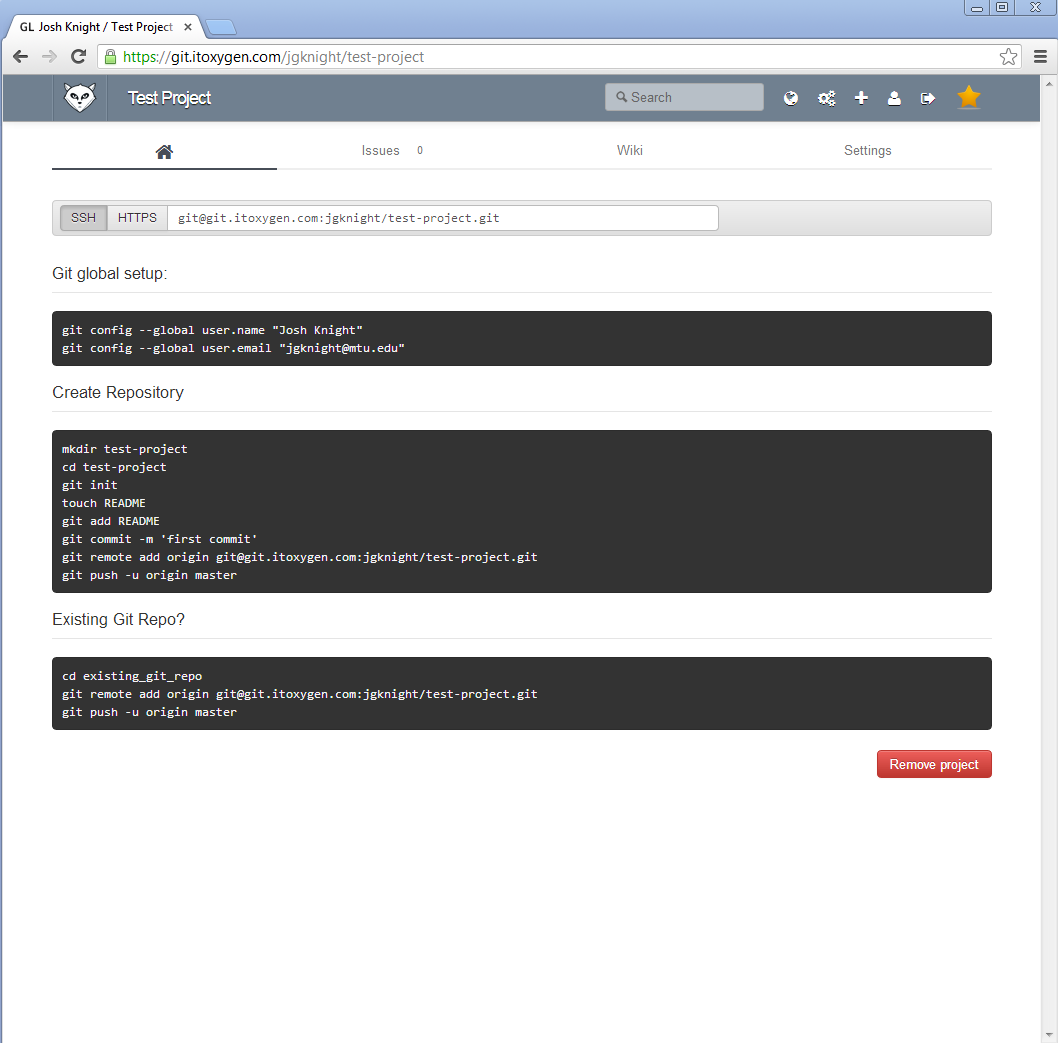 GL Josh Knight / Test Project
https://git.itoxygen.com/jgknight/test-project
Test Project Search
Issues 0 Wiki Settings
SSH HTTPS git@git.itoxygen.com:jgknight/test-project.git
Git global setup:
git config --global user.name "Josh Knight"
git config --global user.email "jgknight@mtu.edu"
Create Repository
mkdir test-project
cd test-project
git init
touch README
git add README
git commit -m 'first commit'
git remote add origin git@git.itoxygen.com:jgknight/test-project.git
git push -u origin master
Existing Git Repo?
cd existing_git_repo
git remote add origin git@git.itoxygen.com:jgknight/test-project.git
git push -u origin master
Remove project